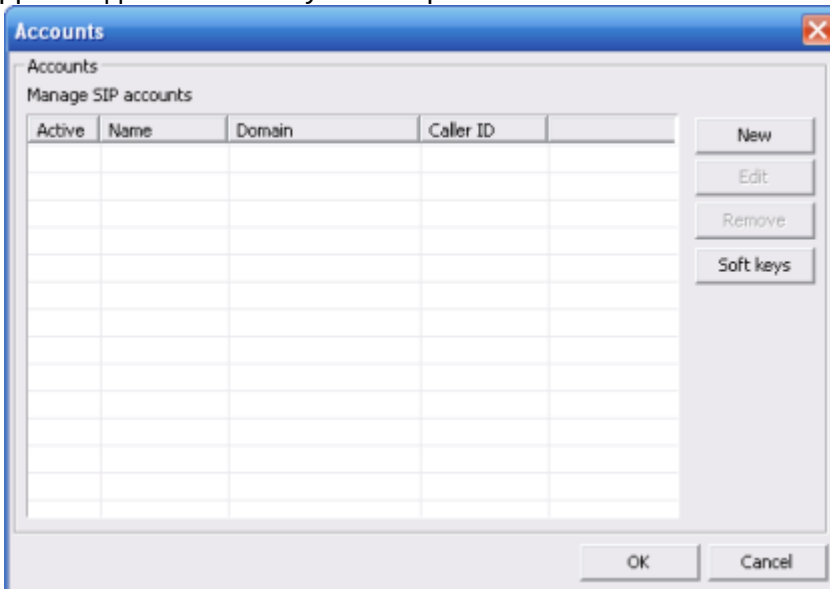 Accounts
Accounts
Manage SIP accounts
Active Name Domain Caller ID
New
Edit
Remove
Soft keys
OK Cancel